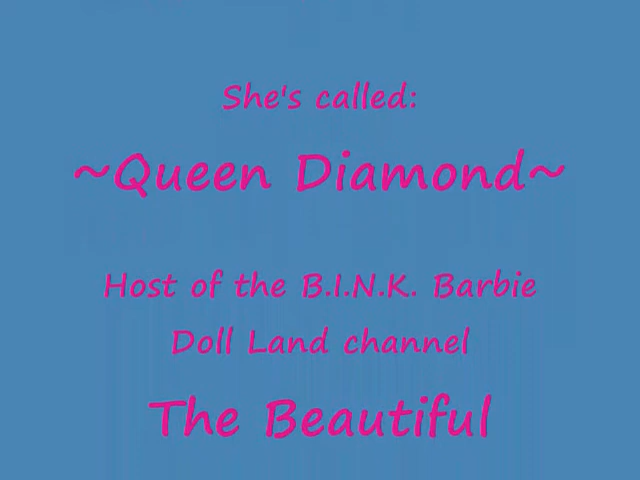 She's called:
~Queen Diamond~
Host of the B.I.N.K. Barbie
Doll Land channel
The Beautiful